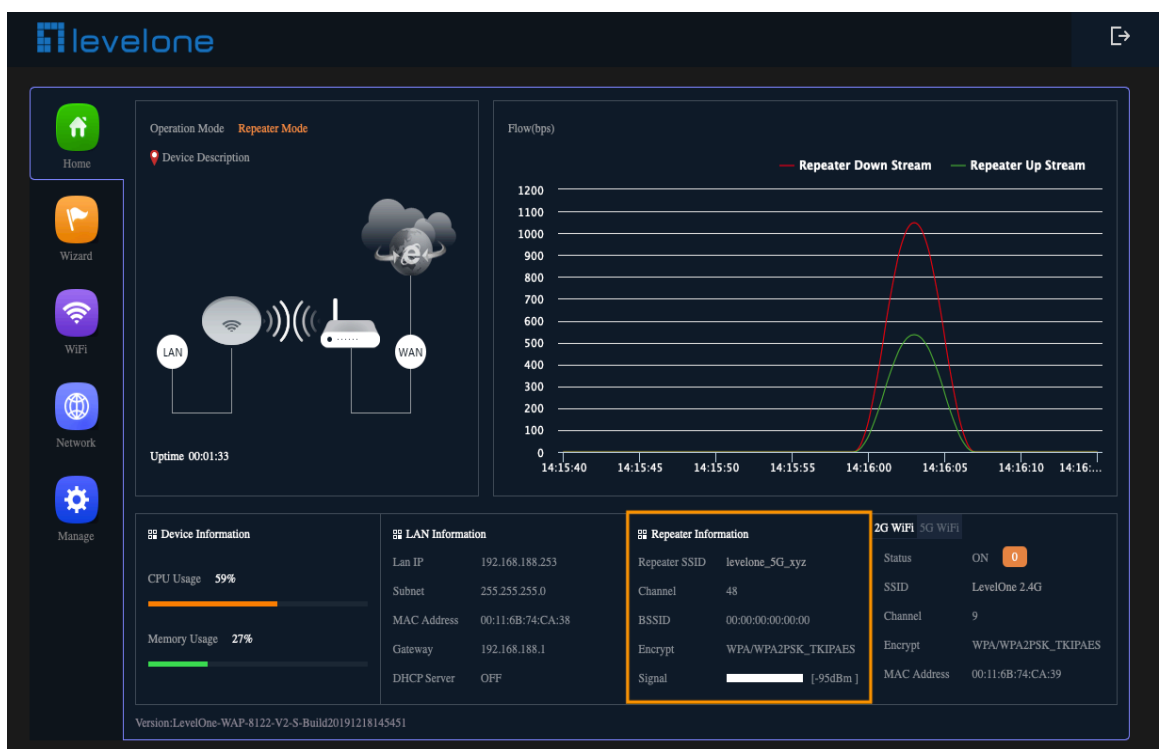 levelone
Home
Wizard
WiFi
Network
Manage
Operation Mode Repeater Mode
Device Description
LAN
WAN
Uptime 00:01:33
Flow(bps)
Repeater Down Stream Repeater Up Stream
1200
1100
1000
900
800
700
600
500
400
300
200
100
0
14:15:40 14:15:45 14:15:50 14:15:55 14:16:00 14:16:05 14:16:10 14:16:...
Device Information
CPU Usage 59%
Memory Usage 27%
LAN Information
Lan IP 192.168.188.253
Subnet 255.255.255.0
MAC Address 00:11:6B:74:CA:38
Gateway 192.168.188.1
DHCP Server OFF
Repeater Information
Repeater SSID levelone_5G_xyz
Channel 48
BSSID 00:00:00:00:00:00
Encrypt WPA/WPA2PSK_TKIPAES
Signal [-95dBm ]
2G WiFi 5G WiFi
Status ON 0
SSID LevelOne 2.4G
Channel 9
Encrypt WPA/WPA2PSK_TKIPAES
MAC Address 00:11:6B:74:CA:39
Version:LevelOne-WAP-8122-V2-S-Build20191218145451